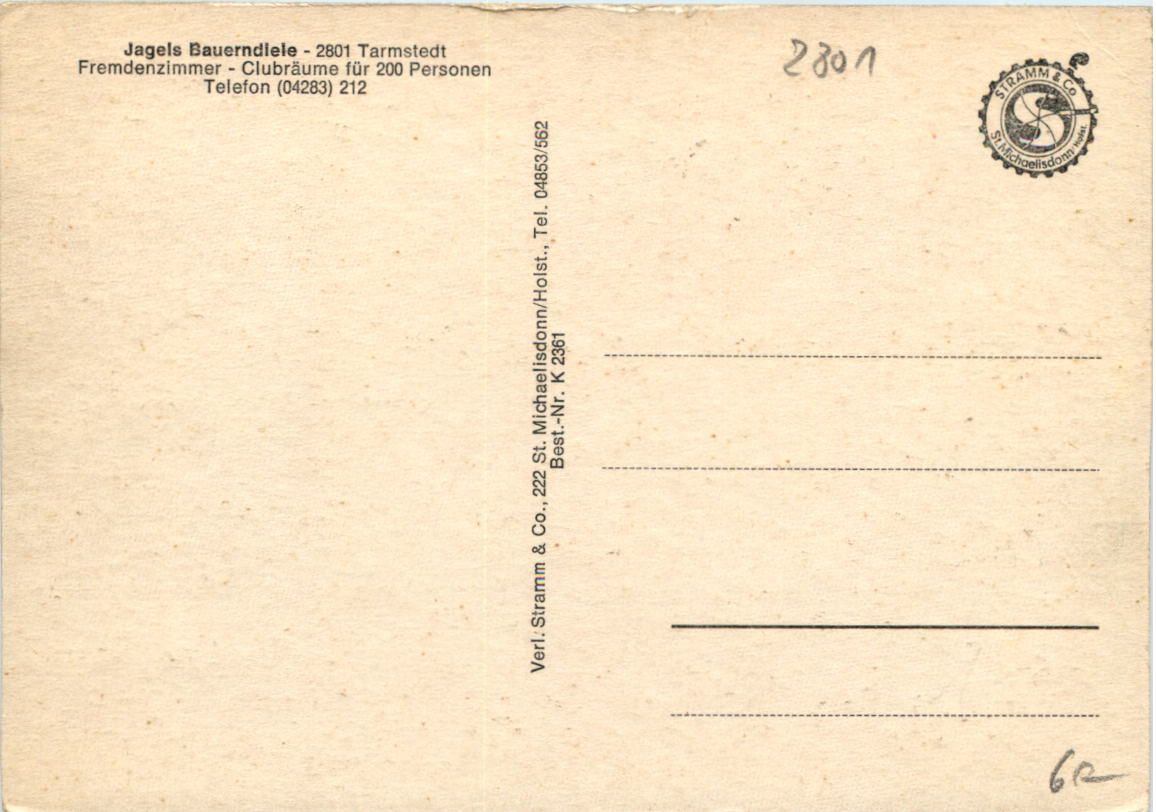 Jagels Bauerndiele - 2801 Tarmstedt
Fremdenzimmer - Clubräume für 200 Personen
Telefon (04283) 212
2801
STRAMM & Co
St. Michaelisdonn/Holst.
Verl. Stramm & Co., 222 St. Michaelisdonn/Holst., Tel. 04853/562
Best.-Nr. K 2361